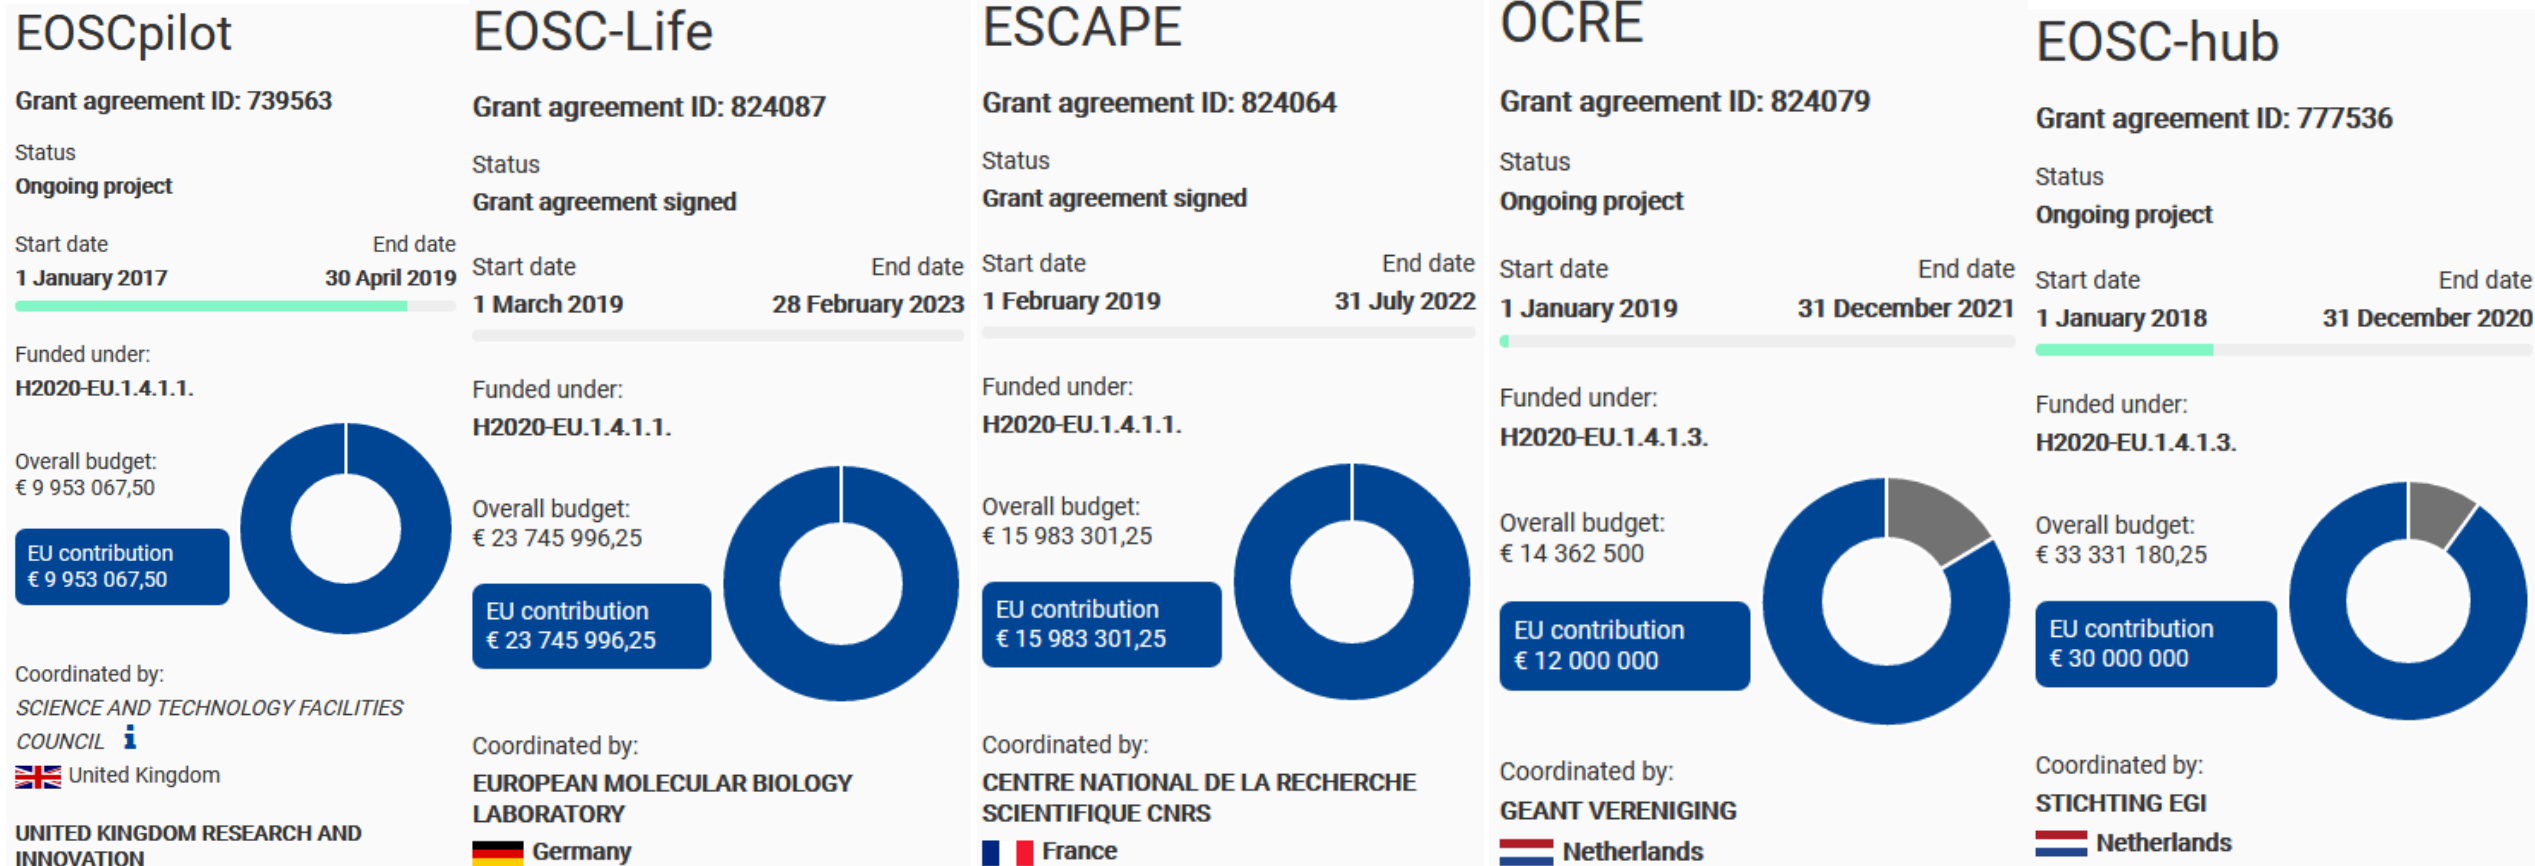 EOSCpilot
Grant agreement ID: 739563
Status
Ongoing project
Start date
End date
1 January 2017
30 April 2019
Funded under:
H2020-EU.1.4.1.1.
Overall budget:
€ 9 953 067,50
EU contribution
€ 9 953 067,50
Coordinated by:
SCIENCE AND TECHNOLOGY FACILITIES
COUNCIL i
United Kingdom
UNITED KINGDOM RESEARCH AND
INNOVATION
EOSC-Life
Grant agreement ID: 824087
Status
Grant agreement signed
Start date
End date
1 March 2019
28 February 2023
Funded under:
H2020-EU.1.4.1.1.
Overall budget:
€ 23 745 996,25
EU contribution
€ 23 745 996,25
Coordinated by:
EUROPEAN MOLECULAR BIOLOGY
LABORATORY
Germany
ESCAPE
Grant agreement ID: 824064
Status
Grant agreement signed
Start date
End date
1 February 2019
31 July 2022
Funded under:
H2020-EU.1.4.1.1.
Overall budget:
€ 15 983 301,25
EU contribution
€ 15 983 301,25
Coordinated by:
CENTRE NATIONAL DE LA RECHERCHE
SCIENTIFIQUE CNRS
France
OCRE
Grant agreement ID: 824079
Status
Ongoing project
Start date
End date
1 January 2019
31 December 2021
Funded under:
H2020-EU.1.4.1.3.
Overall budget:
€ 14 362 500
EU contribution
€ 12 000 000
Coordinated by:
GEANT VERENIGING
Netherlands
EOSC-hub
Grant agreement ID: 777536
Status
Ongoing project
Start date
End date
1 January 2018
31 December 2020
Funded under:
H2020-EU.1.4.1.3.
Overall budget:
€ 33 331 180,25
EU contribution
€ 30 000 000
Coordinated by:
STICHTING EGI
Netherlands